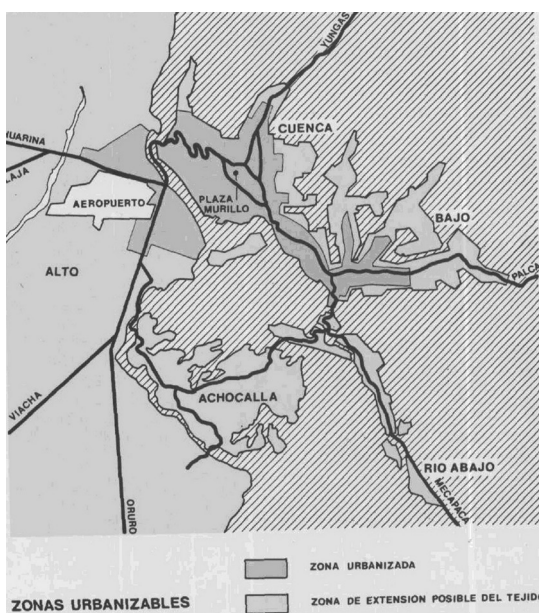 YUNGAS
CUENCA
HUARINA
LAJA
AEROPUERTO
PLAZA
MURILLO
BAJO
ALTO
PALCA
VIACHA
ACHOCALLA
RIO ABAJO
MECAPACA
ORURO
ZONA URBANIZADA
ZONAS URBANIZABLES
ZONA DE EXTENSION POSIBLE DEL TEJIDO